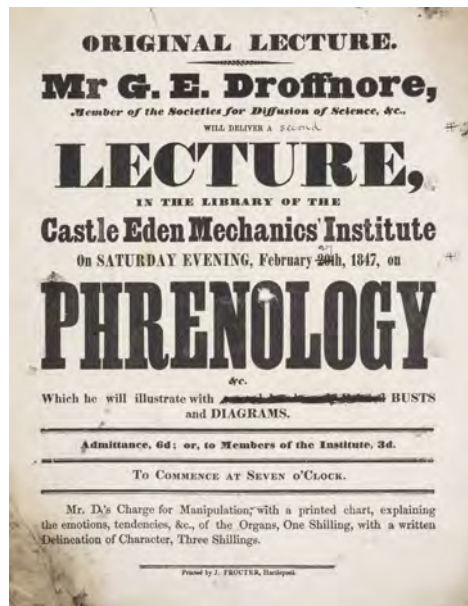 ORIGINAL LECTURE.
Mr G. E. Droffnore,
Member of the Societies for Diffusion of Science, &c.,
WILL DELIVER A second
LECTURE,
IN THE LIBRARY OF THE
Castle Eden Mechanics' Institute
On SATURDAY EVENING, February 20th, 1847, on
PHRENOLOGY
&c.
Which he will illustrate with BUSTS
and DIAGRAMS.
Admittance, 6d; or, to Members of the Institute, 3d.
TO COMMENCE AT SEVEN O'CLOCK.
Mr. D.'s Charge for Manipulation, with a printed chart, explaining
the emotions, tendencies, &c., of the Organs, One Shilling, with a written
Delineation of Character, Three Shillings.
Printed by J. PROCTER, Hartlepool.